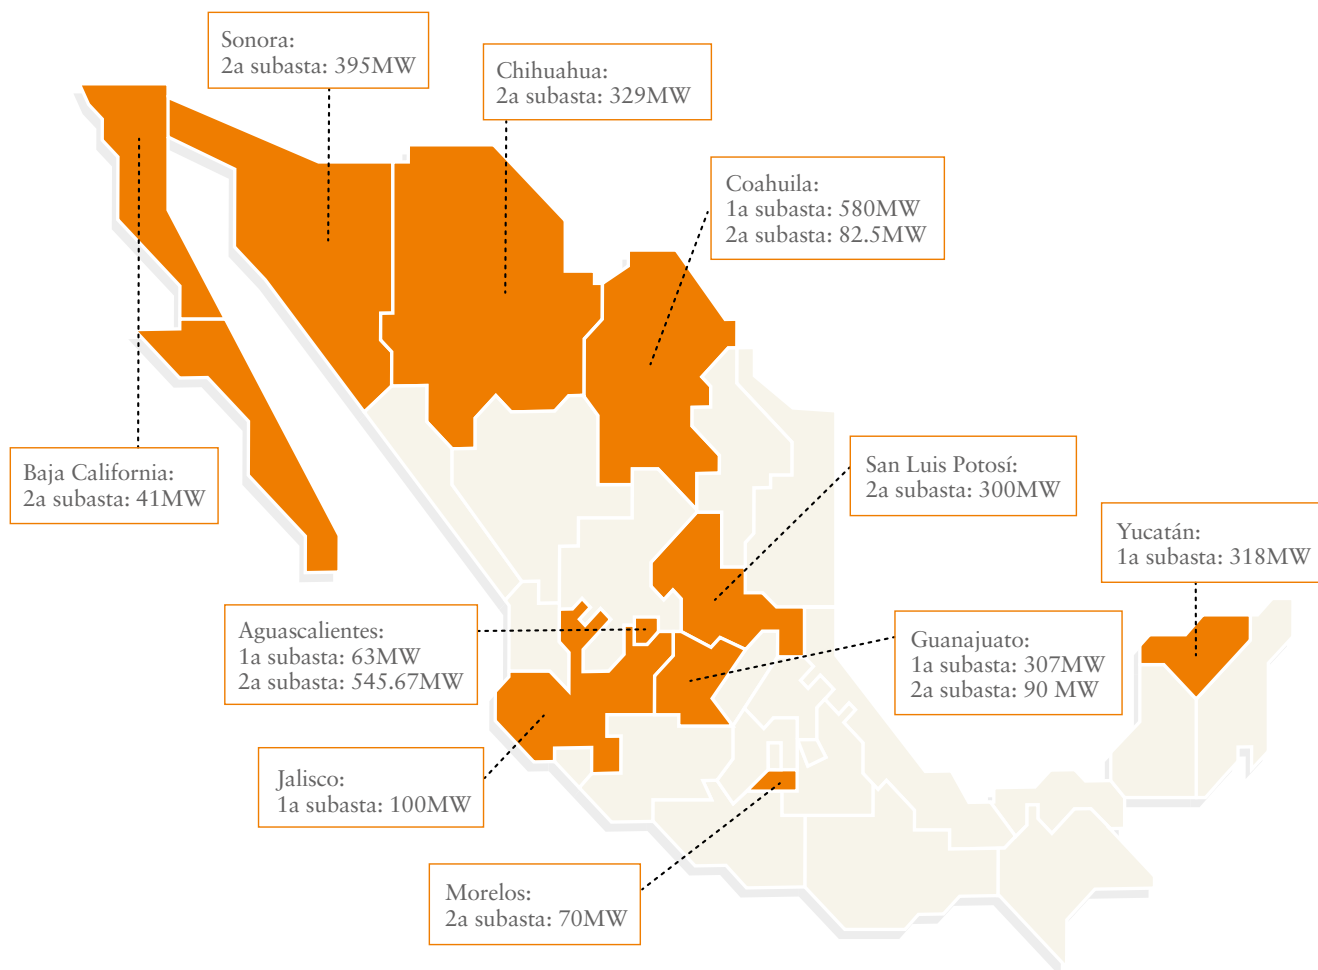 Sonora:
2a subasta: 395MW
Chihuahua:
2a subasta: 329MW
Coahuila:
1a subasta: 580MW
2a subasta: 82.5MW
Baja California:
2a subasta: 41MW
San Luis Potosí:
2a subasta: 300MW
Yucatán:
1a subasta: 318MW
Aguascalientes:
1a subasta: 63MW
2a subasta: 545.67MW
Guanajuato:
1a subasta: 307MW
2a subasta: 90 MW
Jalisco:
1a subasta: 100MW
Morelos:
2a subasta: 70MW